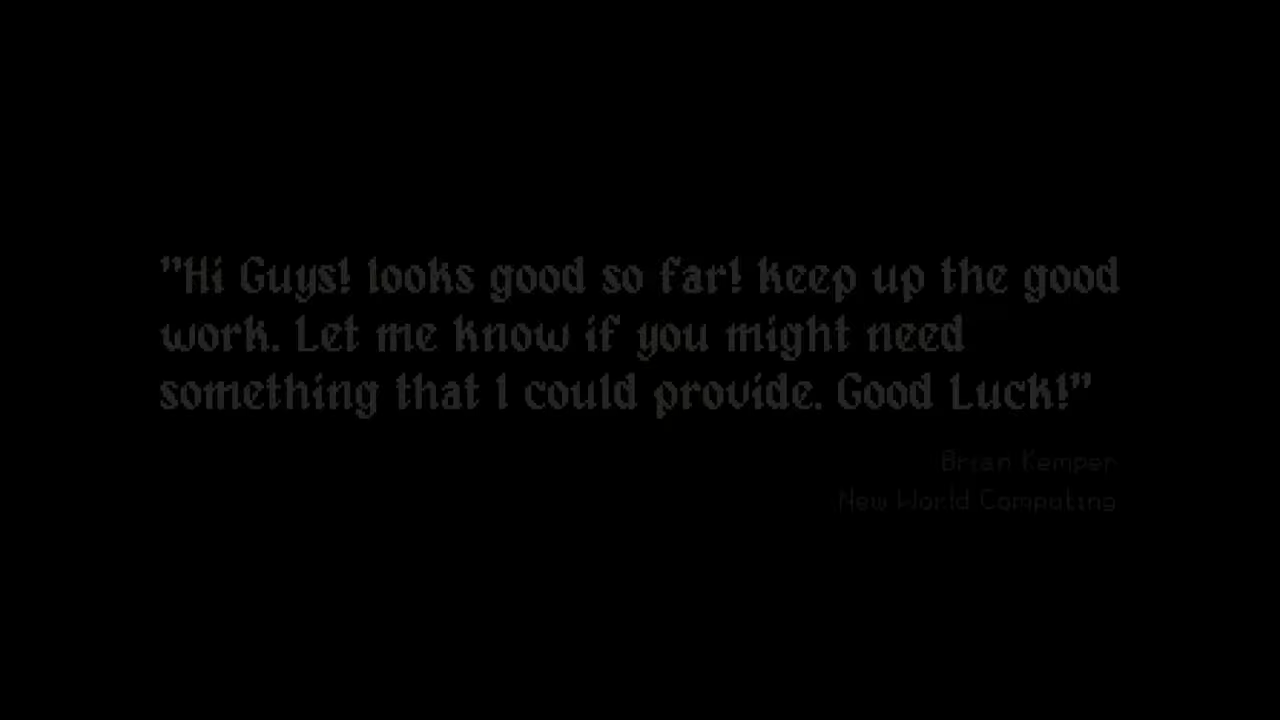 "Hi Guys! looks good so far! keep up the good
work. Let me know if you might need
something that I could provide. Good Luck!"
Brian Kemper
New World Computing